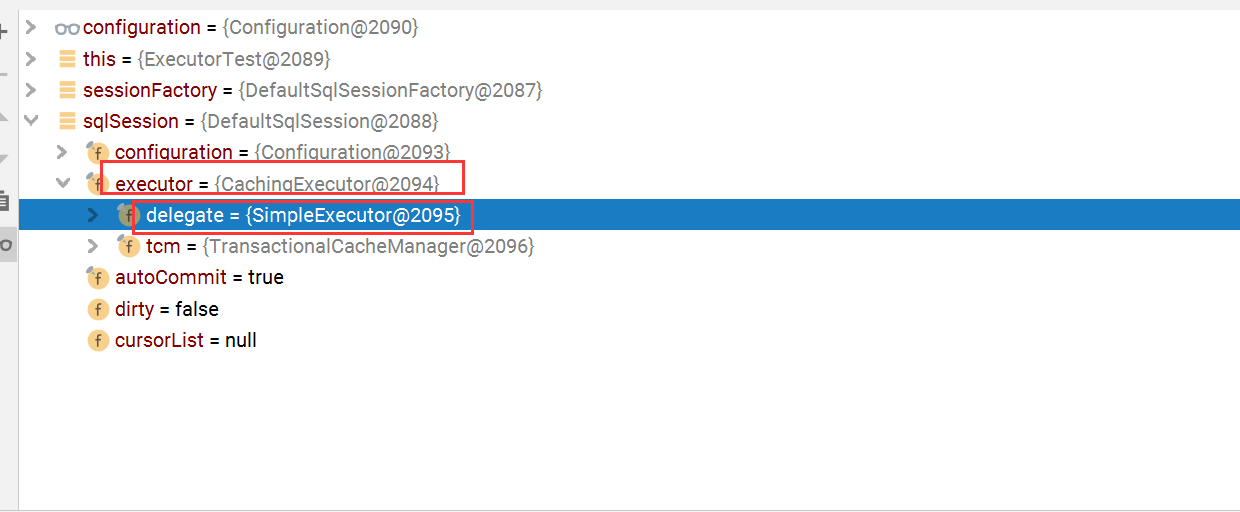 configuration = {Configuration@2090}
this = {ExecutorTest@2089}
sessionFactory = {DefaultSqlSessionFactory@2087}
sqlSession = {DefaultSqlSession@2088}
configuration = {Configuration@2093}
executor = {CachingExecutor@2094}
delegate = {SimpleExecutor@2095}
tcm = {TransactionalCacheManager@2096}
autoCommit = true
dirty = false
cursorList = null